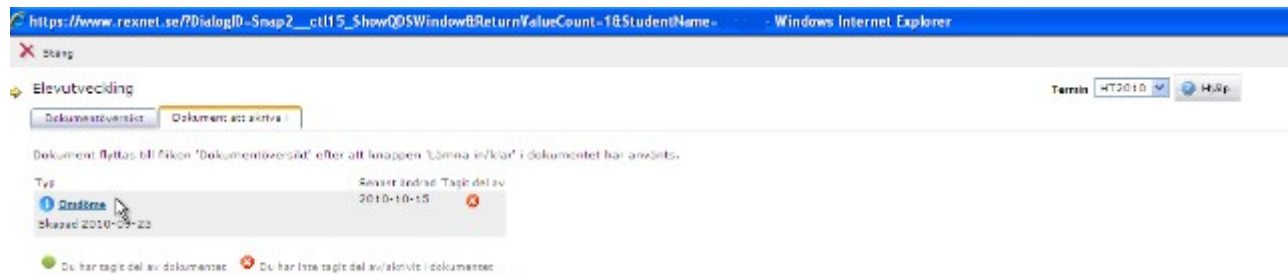 https://www.rexnet.se/?DialogID=Snap2__ctl15_ShowQDSWindow&ReturnValueCount=1&StudentName= - Windows Internet Explorer
Stäng
Elevutveckling
Termin HT2010 Hjälp
Dokumentöversikt Dokument att skriva i
Dokument flyttas till fliken 'Dokumentöversikt' efter att knappen 'Lämna in/klar' i dokumentet har använts.
Typ Senast ändrad Tagit del av
Omdöme 2010-10-15
Skapad 2010-09-23
Du har tagit del av dokumentet Du har inte tagit del av/skrivit i dokumentet